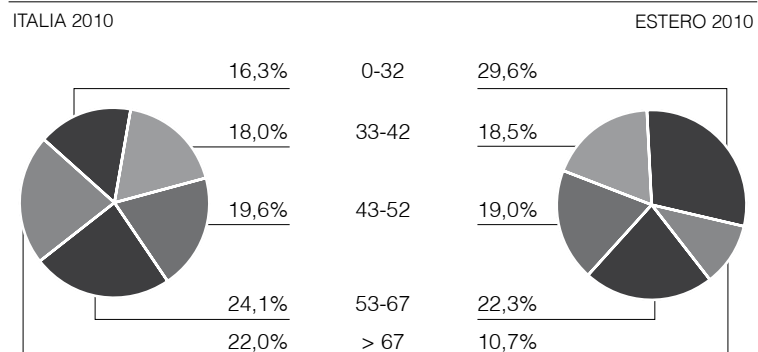 ITALIA 2010 ESTERO 2010
16,3% 0-32 29,6%
18,0% 33-42 18,5%
19,6% 43-52 19,0%
24,1% 53-67 22,3%
22,0% > 67 10,7%